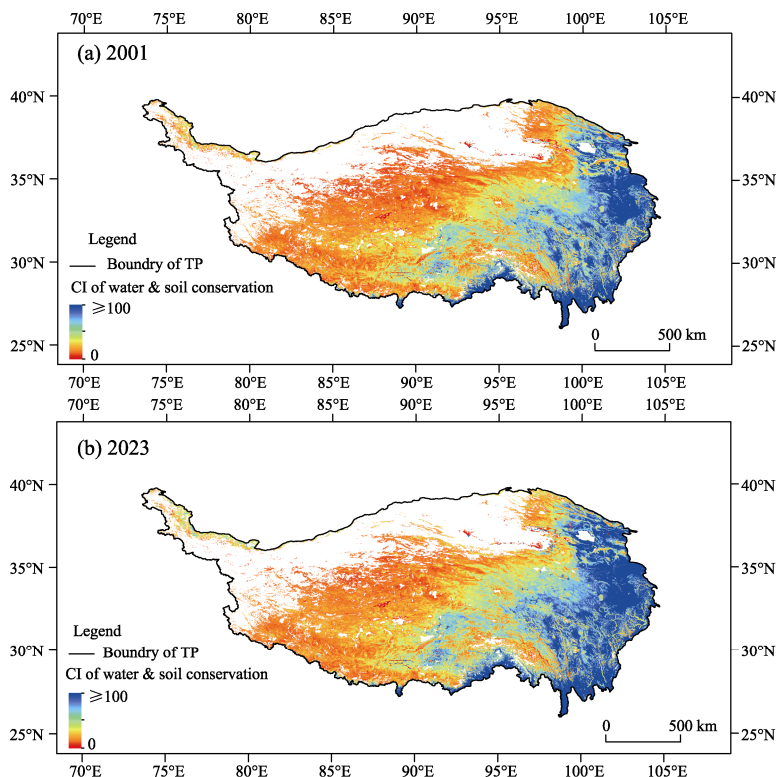 70°E 75°E 80°E 85°E 90°E 95°E 100°E 105°E
(a) 2001
40°N 40°N
35°N 35°N
30°N 30°N
25°N 25°N
Legend
Boundry of TP
CI of water & soil conservation
≥100
0
0 500 km
70°E 75°E 80°E 85°E 90°E 95°E 100°E 105°E
70°E 75°E 80°E 85°E 90°E 95°E 100°E 105°E
(b) 2023
40°N 40°N
35°N 35°N
30°N 30°N
25°N 25°N
Legend
Boundry of TP
CI of water & soil conservation
≥100
0
0 500 km
70°E 75°E 80°E 85°E 90°E 95°E 100°E 105°E